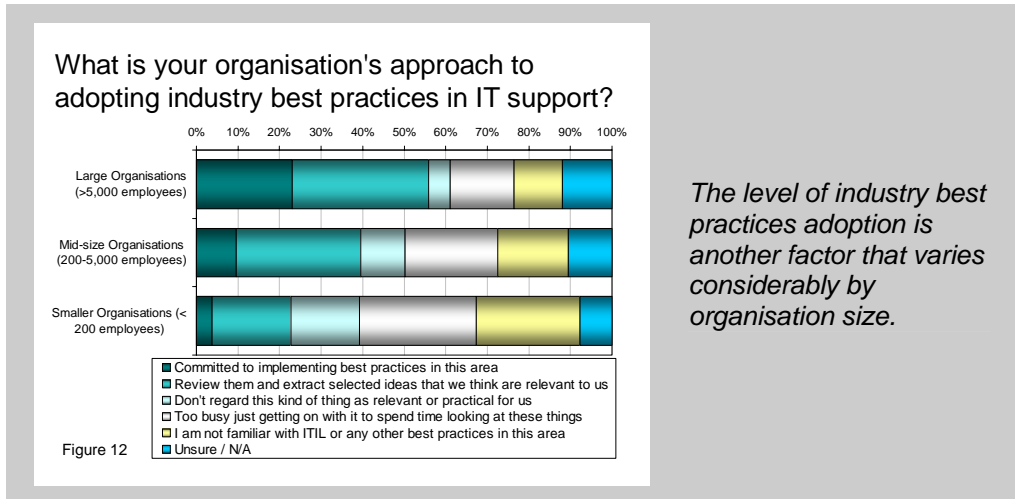 What is your organisation's approach to
adopting industry best practices in IT support?
0% 10% 20% 30% 40% 50% 60% 70% 80% 90% 100%
Large Organisations
(>5,000 employees)
Mid-size Organisations
(200-5,000 employees)
Smaller Organisations (<
200 employees)
Committed to implementing best practices in this area
Review them and extract selected ideas that we think are relevant to us
Don't regard this kind of thing as relevant or practical for us
Too busy just getting on with it to spend time looking at these things
I am not familiar with ITIL or any other best practices in this area
Unsure / N/A
Figure 12
The level of industry best
practices adoption is
another factor that varies
considerably by
organisation size.